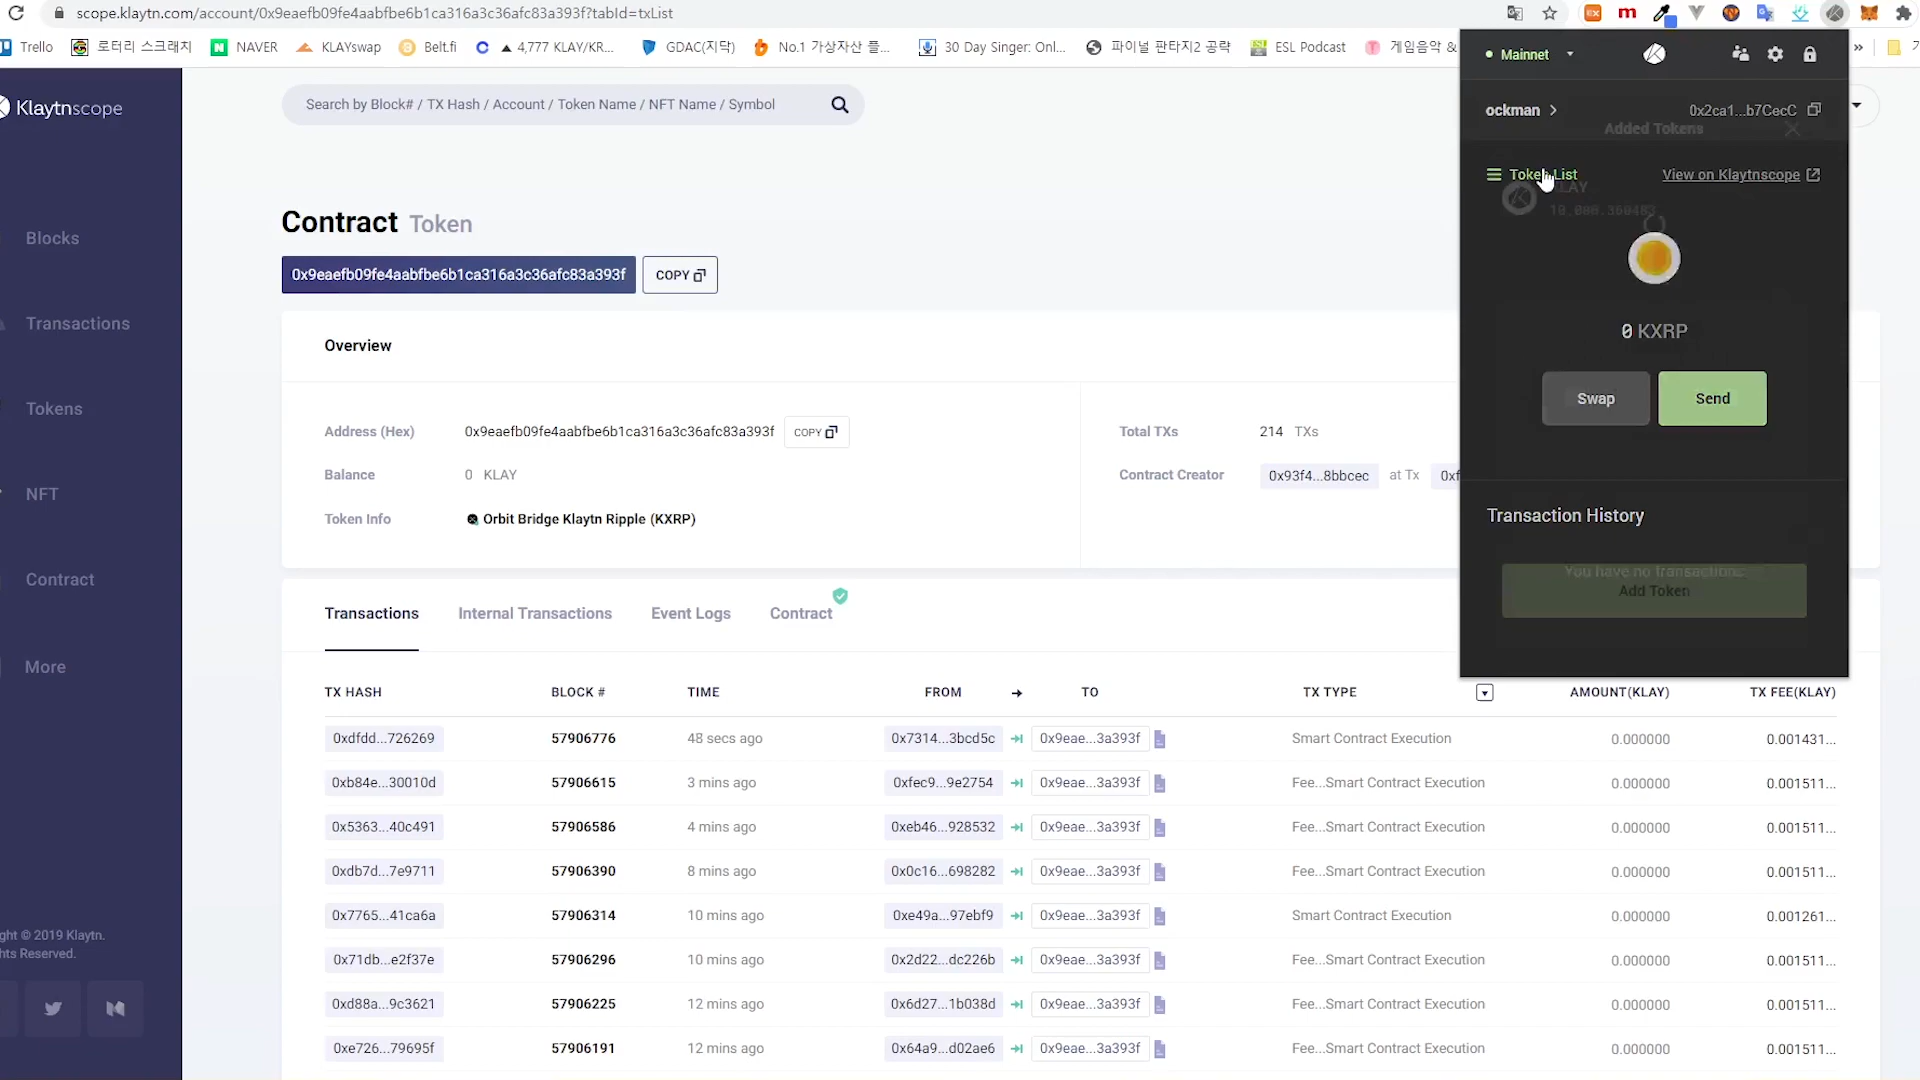 scope.klaytn.com/account/0x9eaefb09fe4aabfbe6b1ca316a3c36afc83a393f?tabId=txList
Trello
로터리 스크래치
NAVER
KLAYswap
Belt.fi
▲ 4,777 KLAY/KR...
GDAC(지닥)
No.1 가상자산 플...
30 Day Singer: Onl...
파이널 판타지2 공략
ESL Podcast
게임음악 &
Klaytnscope
Search by Block# / TX Hash / Account / Token Name / NFT Name / Symbol
Blocks
Transactions
Tokens
NFT
Contract
More
ght © 2019 Klaytn.
hts Reserved.
Contract Token
0x9eaefb09fe4aabfbe6b1ca316a3c36afc83a393f COPY
Overview
Address (Hex) 0x9eaefb09fe4aabfbe6b1ca316a3c36afc83a393f COPY
Balance 0 KLAY
Token Info Orbit Bridge Klaytn Ripple (KXRP)
Total TXs 214 TXs
Contract Creator 0x93f4...8bbcec at Tx 0xf
Mainnet
ockman > 0x2ca1...b7CecC
Added Tokens
Token List View on Klaytnscope
KLAY
0 KXRP
Swap Send
Transaction History
You have no transactions.
Add Token
Transactions Internal Transactions Event Logs Contract
TX HASH BLOCK # TIME FROM → TO TX TYPE AMOUNT(KLAY) TX FEE(KLAY)
0xdfdd...726269 57906776 48 secs ago 0x7314...3bcd5c 0x9eae...3a393f Smart Contract Execution 0.000000 0.001431...
0xb84e...30010d 57906615 3 mins ago 0xfec9...9e2754 0x9eae...3a393f Fee...Smart Contract Execution 0.000000 0.001511...
0x5363...40c491 57906586 4 mins ago 0xeb46...928532 0x9eae...3a393f Fee...Smart Contract Execution 0.000000 0.001511...
0xdb7d...7e9711 57906390 8 mins ago 0x0c16...698282 0x9eae...3a393f Fee...Smart Contract Execution 0.000000 0.001511...
0x7765...41ca6a 57906314 10 mins ago 0xe49a...97ebf9 0x9eae...3a393f Smart Contract Execution 0.000000 0.001261...
0x71db...e2f37e 57906296 10 mins ago 0x2d22...dc226b 0x9eae...3a393f Fee...Smart Contract Execution 0.000000 0.001511...
0xd88a...9c3621 57906225 12 mins ago 0x6d27...1b038d 0x9eae...3a393f Fee...Smart Contract Execution 0.000000 0.001511...
0xe726...79695f 57906191 12 mins ago 0x64a9...d02ae6 0x9eae...3a393f Fee...Smart Contract Execution 0.000000 0.001511...